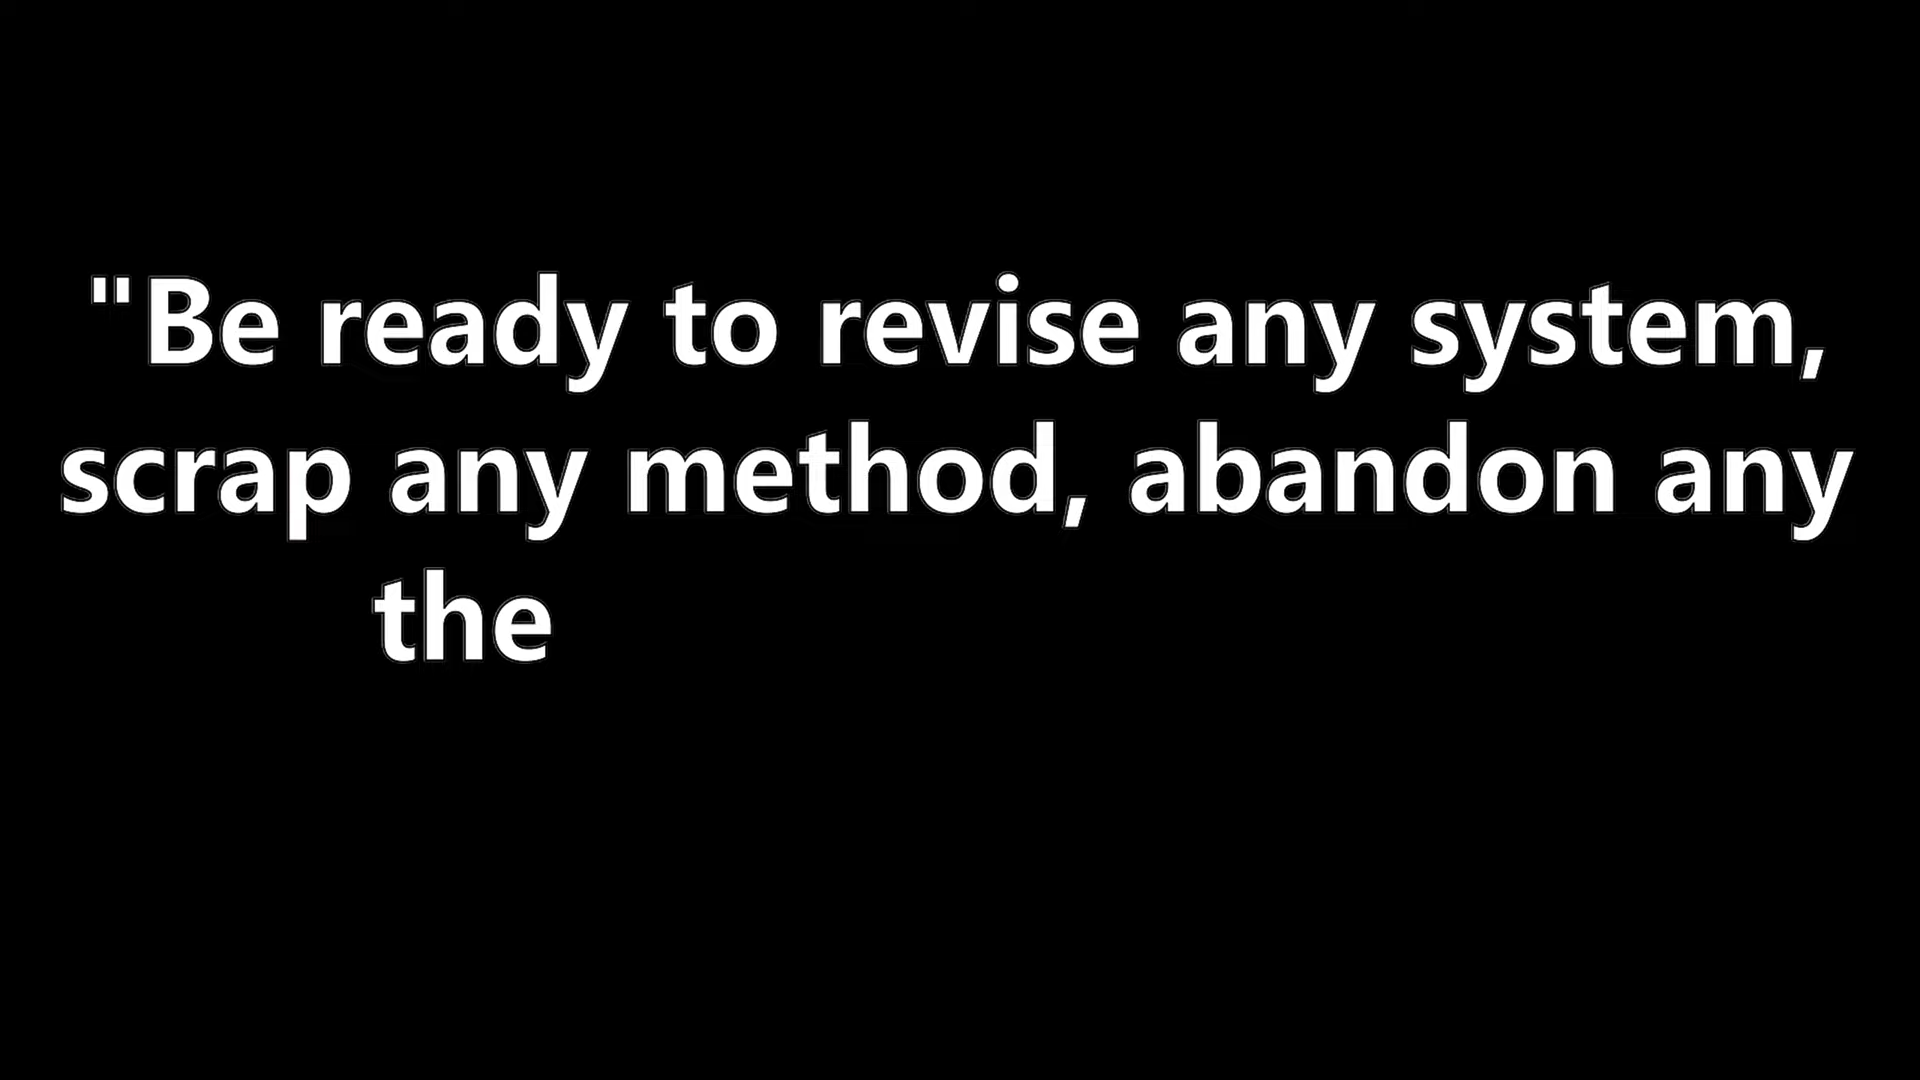 "Be ready to revise any system,
scrap any method, abandon any
the